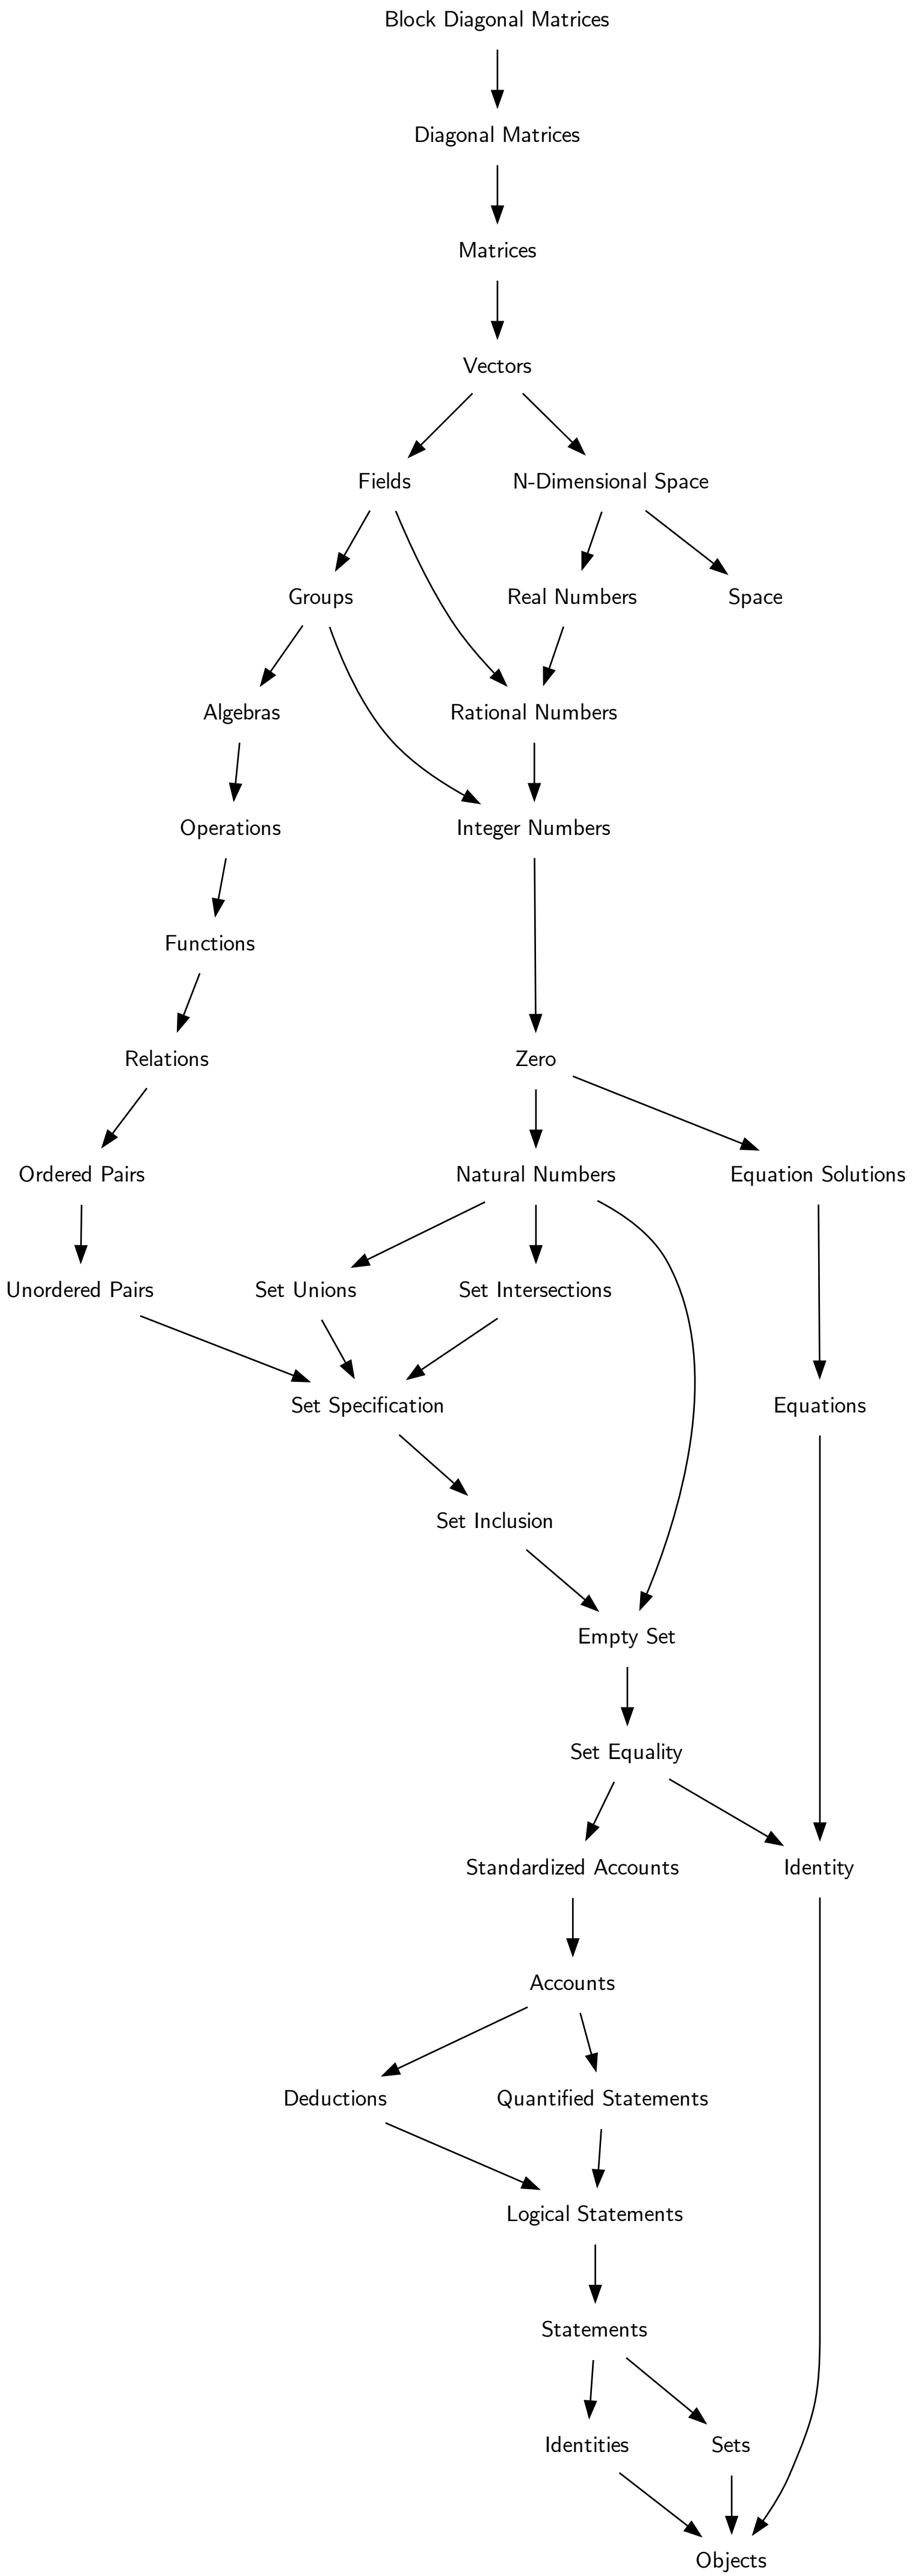 Block Diagonal Matrices
Diagonal Matrices
Matrices
Vectors
Fields
N-Dimensional Space
Groups
Real Numbers
Space
Algebras
Rational Numbers
Operations
Integer Numbers
Functions
Relations
Zero
Ordered Pairs
Natural Numbers
Equation Solutions
Unordered Pairs
Set Unions
Set Intersections
Set Specification
Equations
Set Inclusion
Empty Set
Set Equality
Standardized Accounts
Identity
Accounts
Deductions
Quantified Statements
Logical Statements
Statements
Identities
Sets
Objects